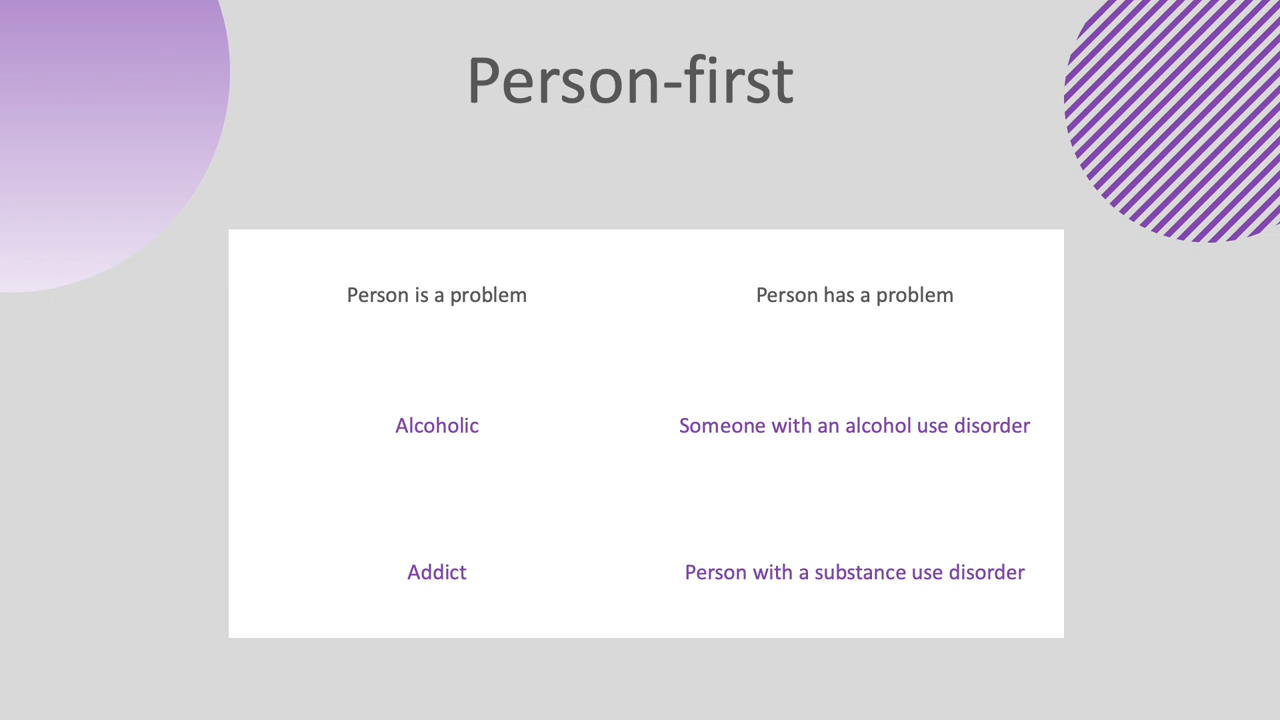 Person-first
Person is a problem
Person has a problem
Alcoholic
Someone with an alcohol use disorder
Addict
Person with a substance use disorder